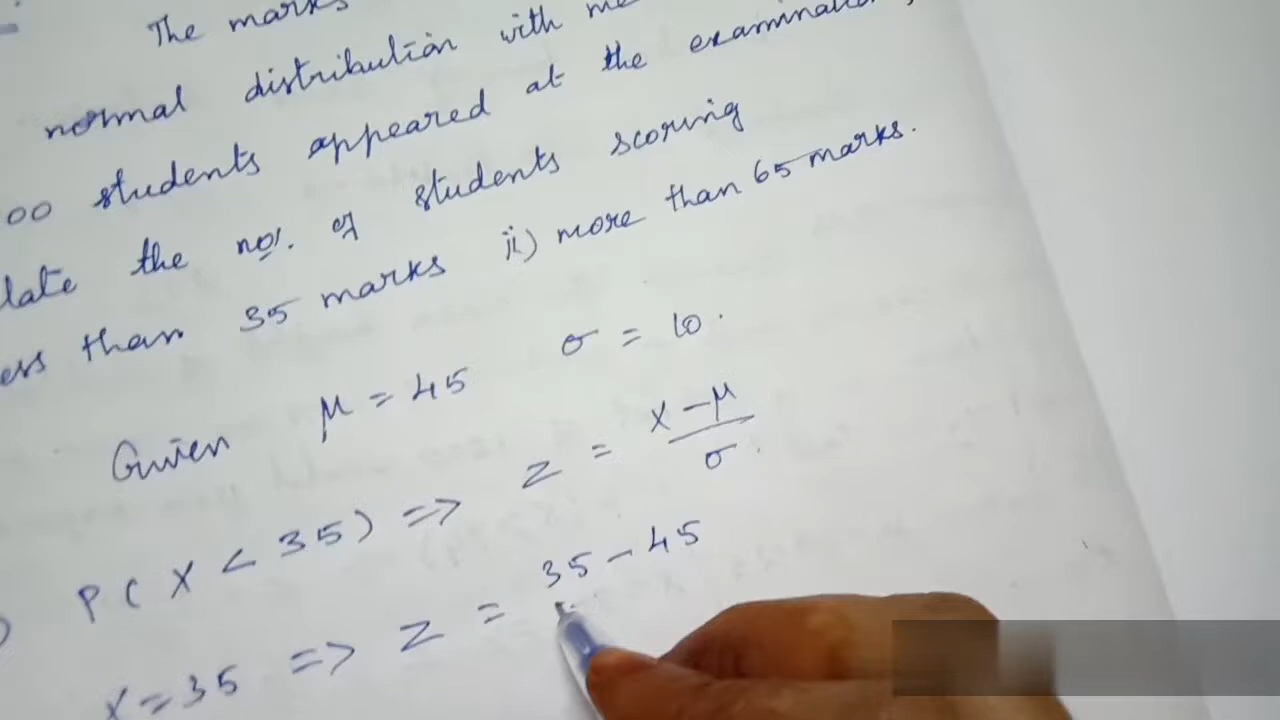 The marks
normal distribution with
00 students appeared at the
late the no. of students scoring
ess than 35 marks ii) more than 65 marks.
Given μ = 45 σ = 10.
P(X < 35) => Z = X-μ/σ.
X = 35 => Z = 35-45